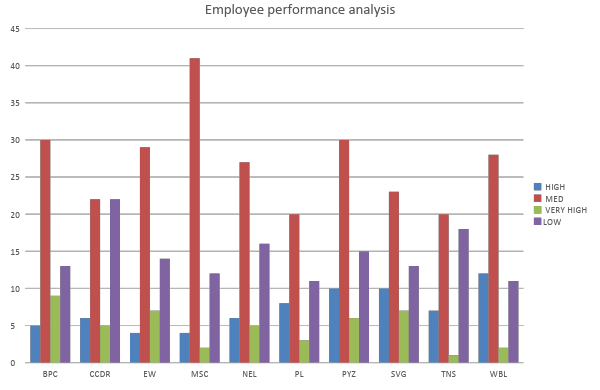 Employee performance analysis
45
40
35
30
25
20
15
10
5
0
BPC CCDR EW MSC NEL PL PYZ SVG TNS WBL
HIGH
MED
VERY HIGH
LOW